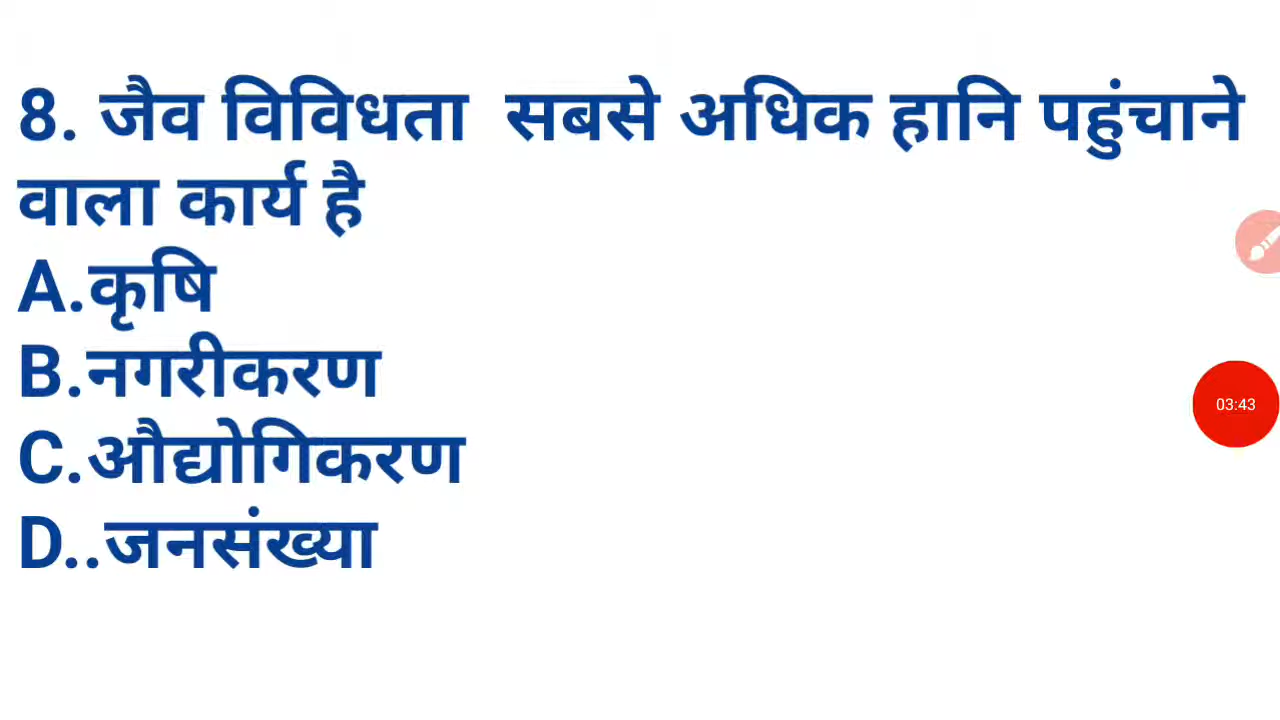 8. जैव विविधता सबसे अधिक हानि पहुंचाने
वाला कार्य है
A.कृषि
B.नगरीकरण
C.औद्योगिकरण
D..जनसंख्या
03:43